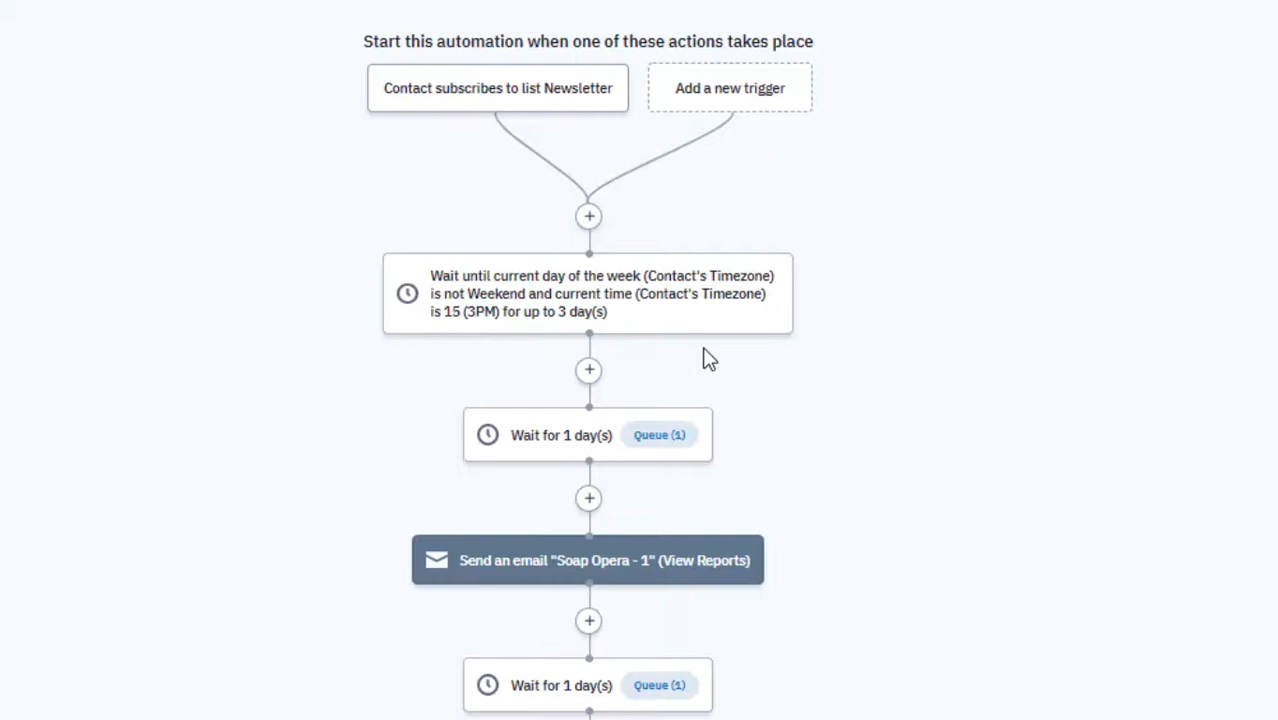 Start this automation when one of these actions takes place
Contact subscribes to list Newsletter
Add a new trigger
Wait until current day of the week (Contact's Timezone)
is not Weekend and current time (Contact's Timezone)
is 15 (3PM) for up to 3 day(s)
Wait for 1 day(s) Queue (1)
Send an email "Soap Opera - 1" (View Reports)
Wait for 1 day(s) Queue (1)